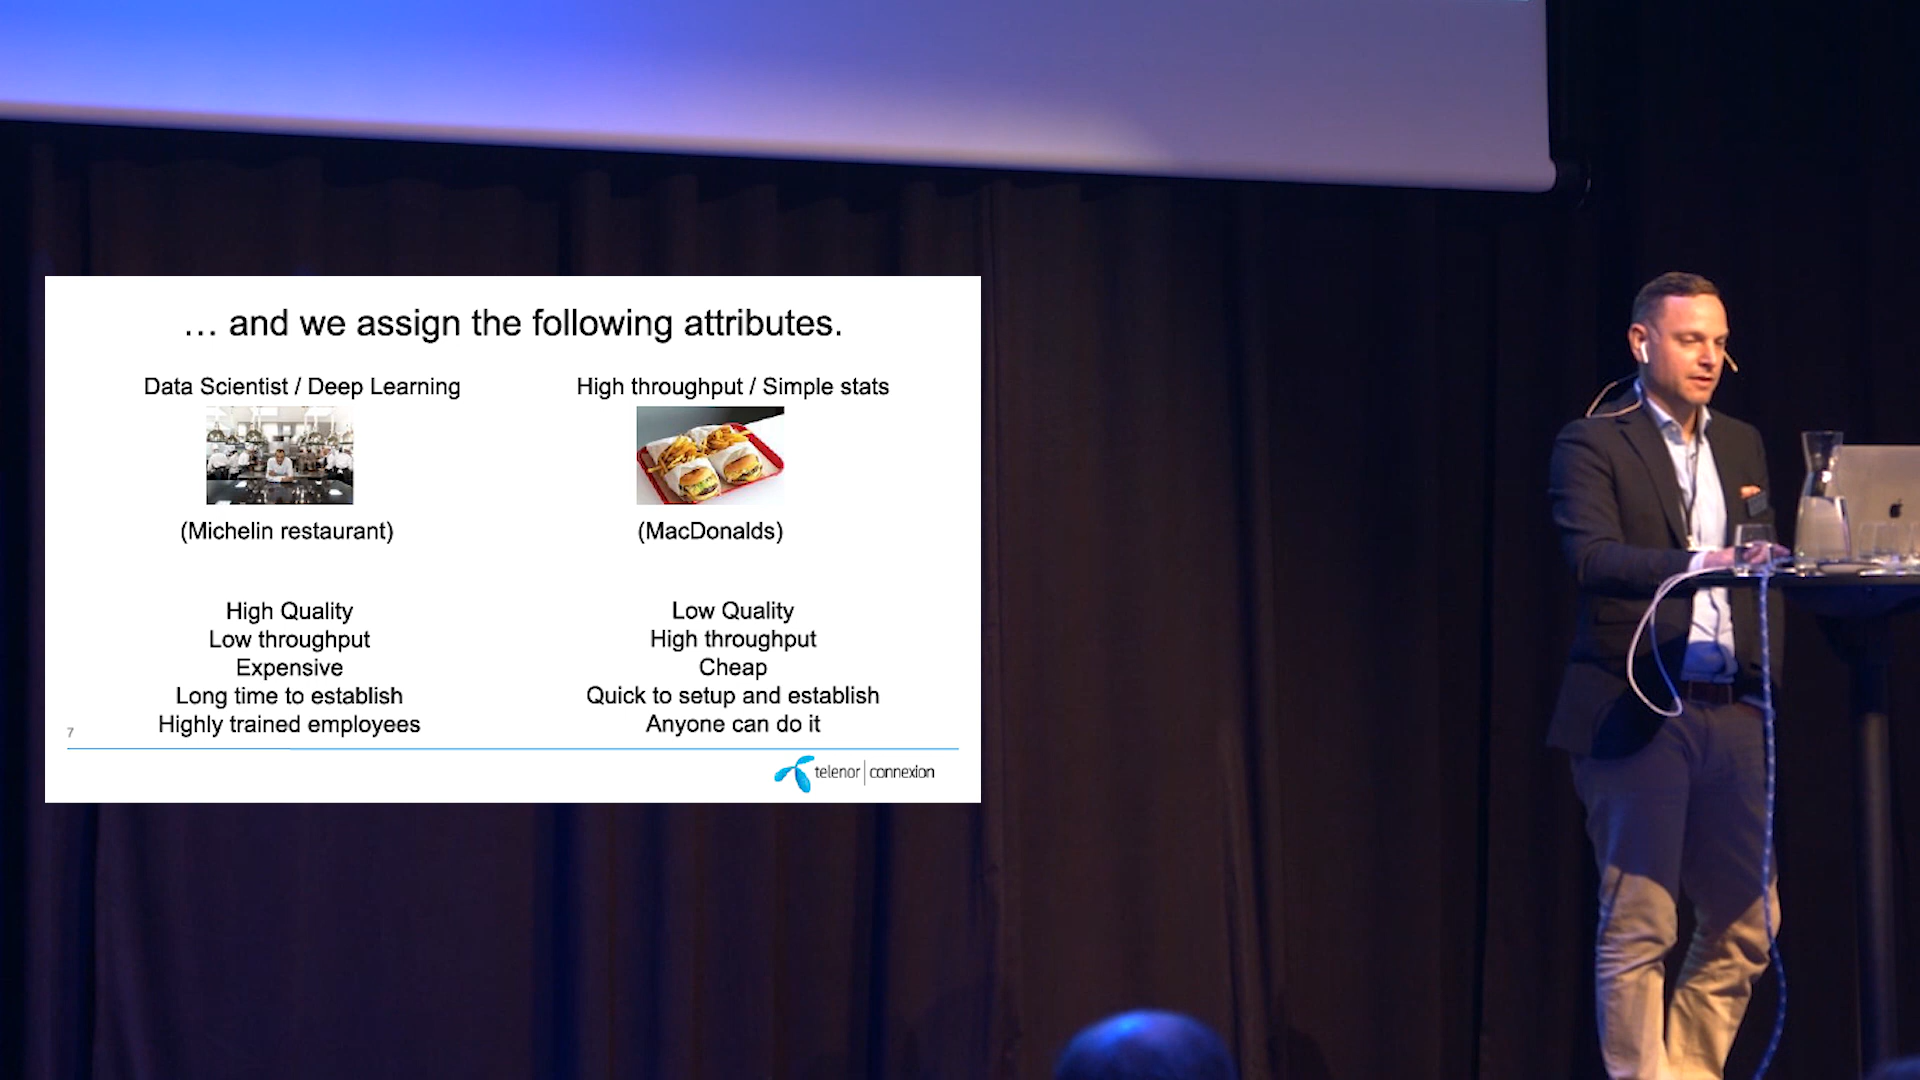 ... and we assign the following attributes.
Data Scientist / Deep Learning
High throughput / Simple stats
(Michelin restaurant)
(MacDonalds)
High Quality
Low throughput
Expensive
Long time to establish
Highly trained employees
Low Quality
High throughput
Cheap
Quick to setup and establish
Anyone can do it
7
telenor | connexion